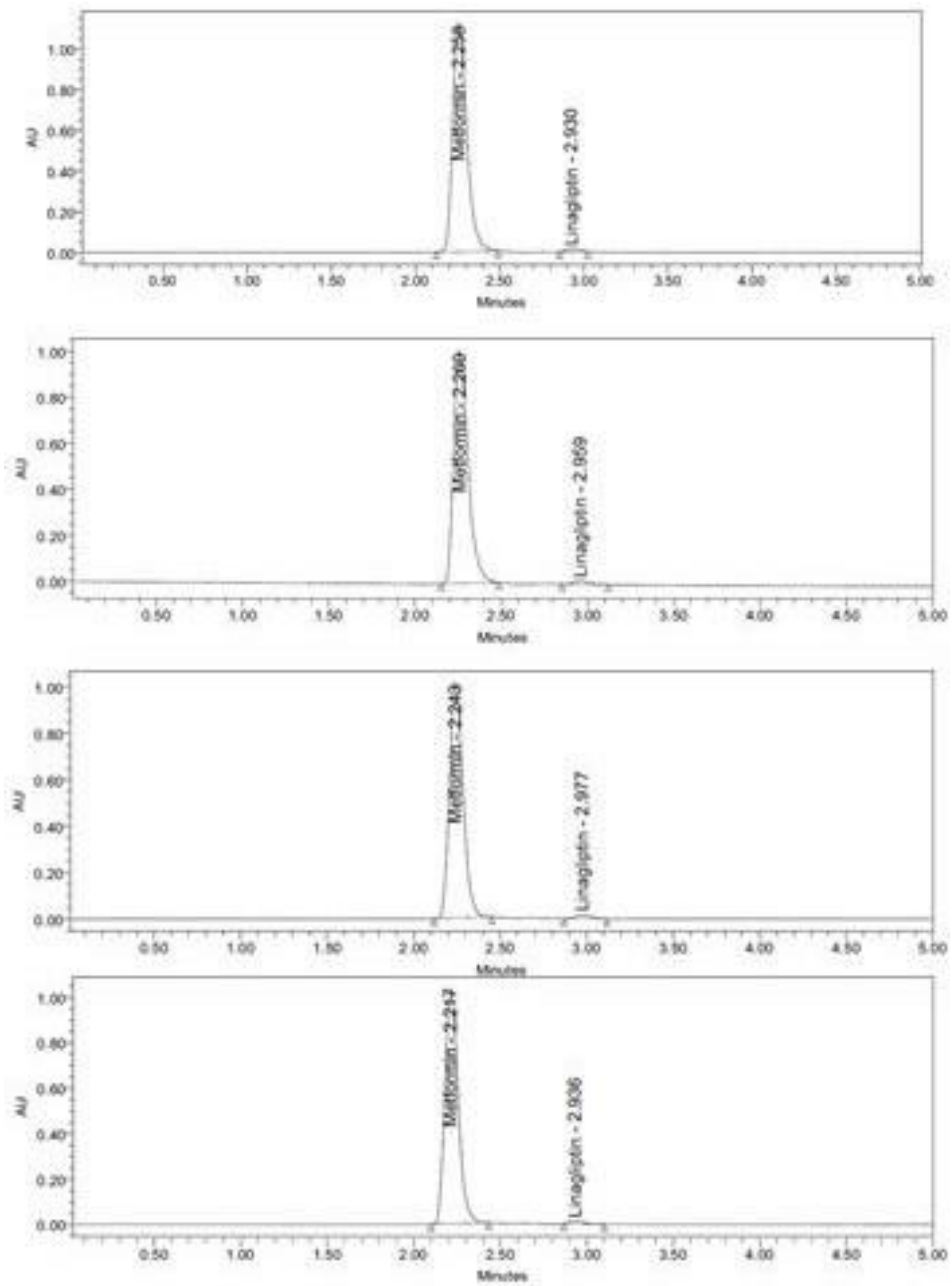 1.00
0.80
0.60
0.40
0.20
0.00
AU
Metformin - 2.258
Linagliptin - 2.930
0.50 1.00 1.50 2.00 2.50 3.00 3.50 4.00 4.50 5.00
Minutes
1.00
0.80
0.60
0.40
0.20
0.00
AU
Metformin - 2.260
Linagliptin - 2.959
0.50 1.00 1.50 2.00 2.50 3.00 3.50 4.00 4.50 5.00
Minutes
1.00
0.80
0.60
0.40
0.20
0.00
AU
Metformin - 2.243
Linagliptin - 2.977
0.50 1.00 1.50 2.00 2.50 3.00 3.50 4.00 4.50 5.00
Minutes
1.00
0.80
0.60
0.40
0.20
0.00
AU
Metformin - 2.217
Linagliptin - 2.936
0.50 1.00 1.50 2.00 2.50 3.00 3.50 4.00 4.50 5.00
Minutes